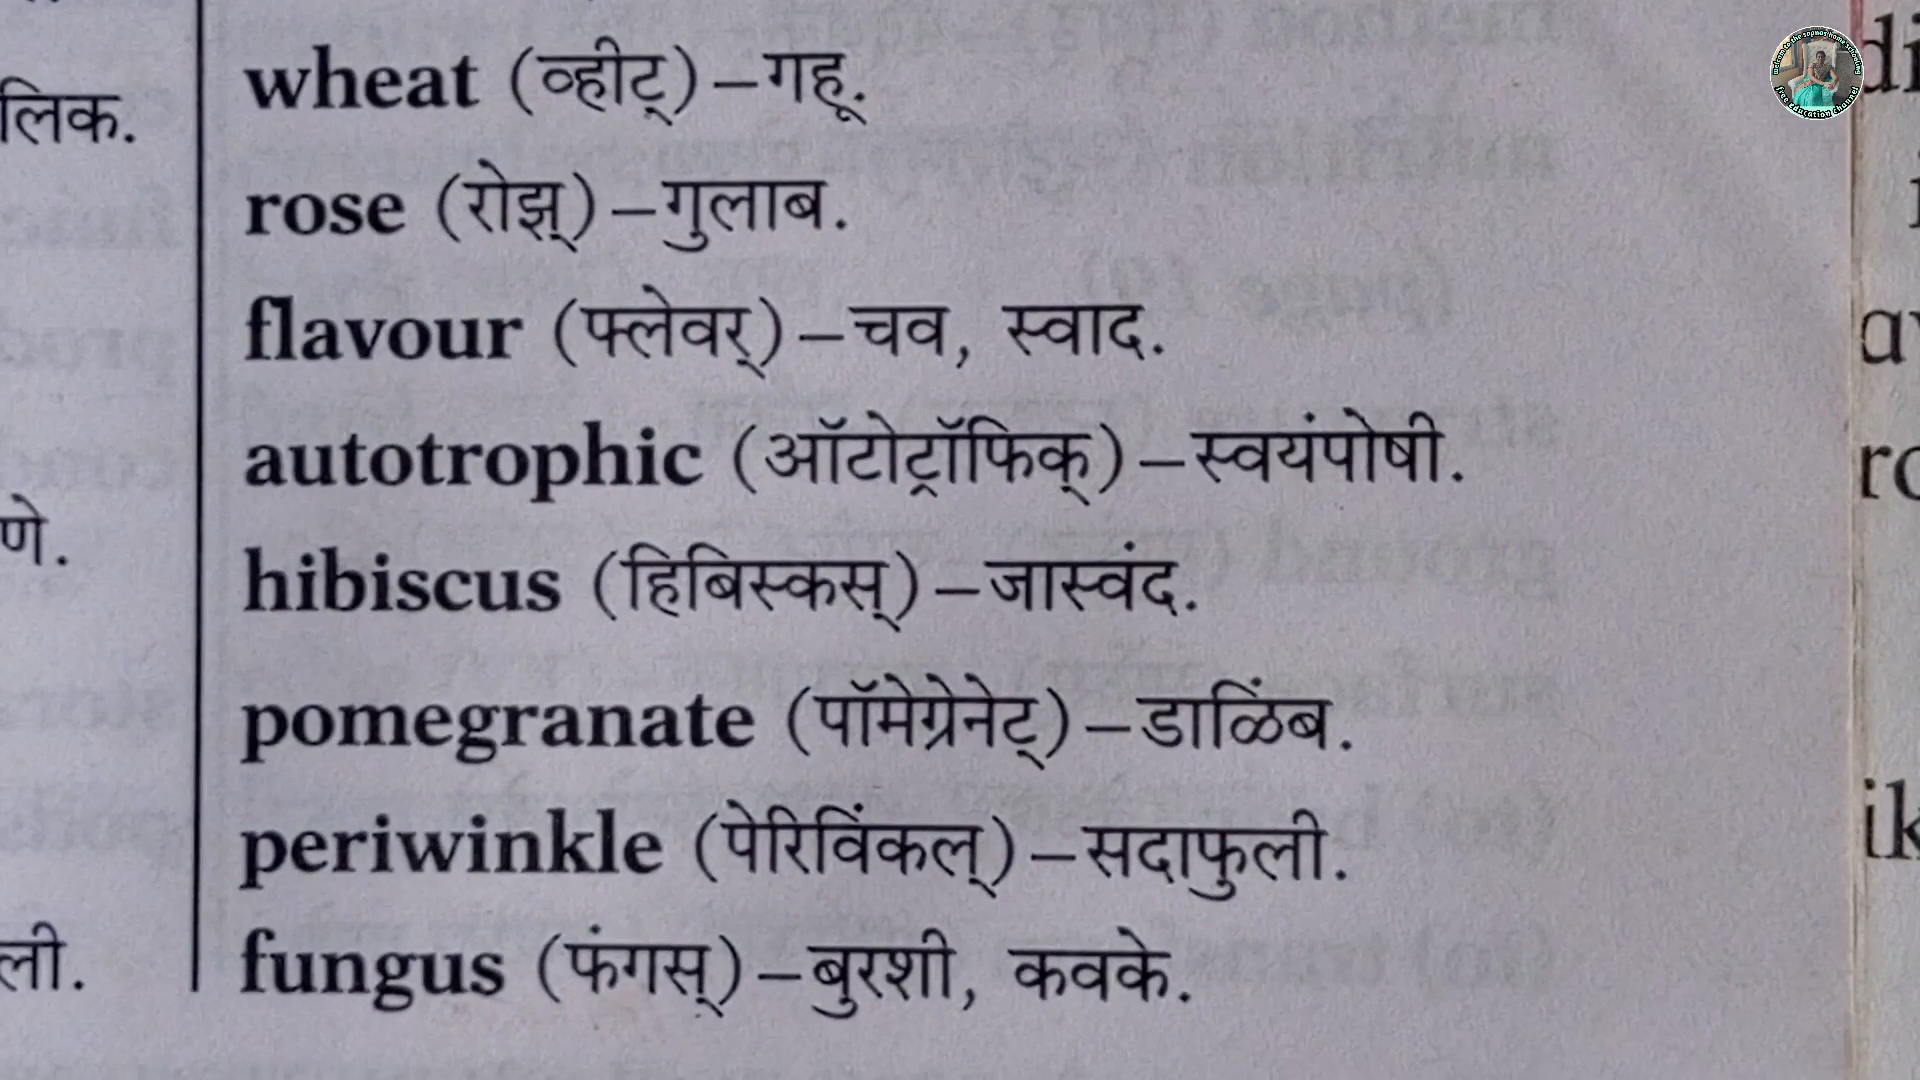 लिक.
णे.
ली.
wheat (व्हीट्) – गहू.
rose (रोझ्) – गुलाब.
flavour (फ्लेवर्) – चव, स्वाद.
autotrophic (ऑटोट्रॉफिक्) – स्वयंपोषी.
hibiscus (हिबिस्कस्) – जास्वंद.
pomegranate (पॉमेग्रेनेट्) – डाळिंब.
periwinkle (पेरिविंकल्) – सदाफुली.
fungus (फंगस्) – बुरशी, कवके.